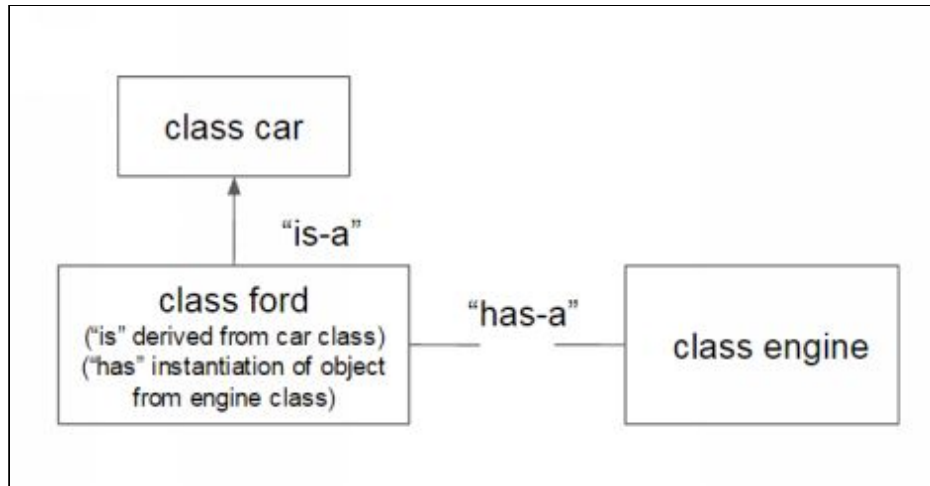 class car
“is-a”
class ford
(“is” derived from car class)
(“has” instantiation of object
from engine class)
“has-a”
class engine